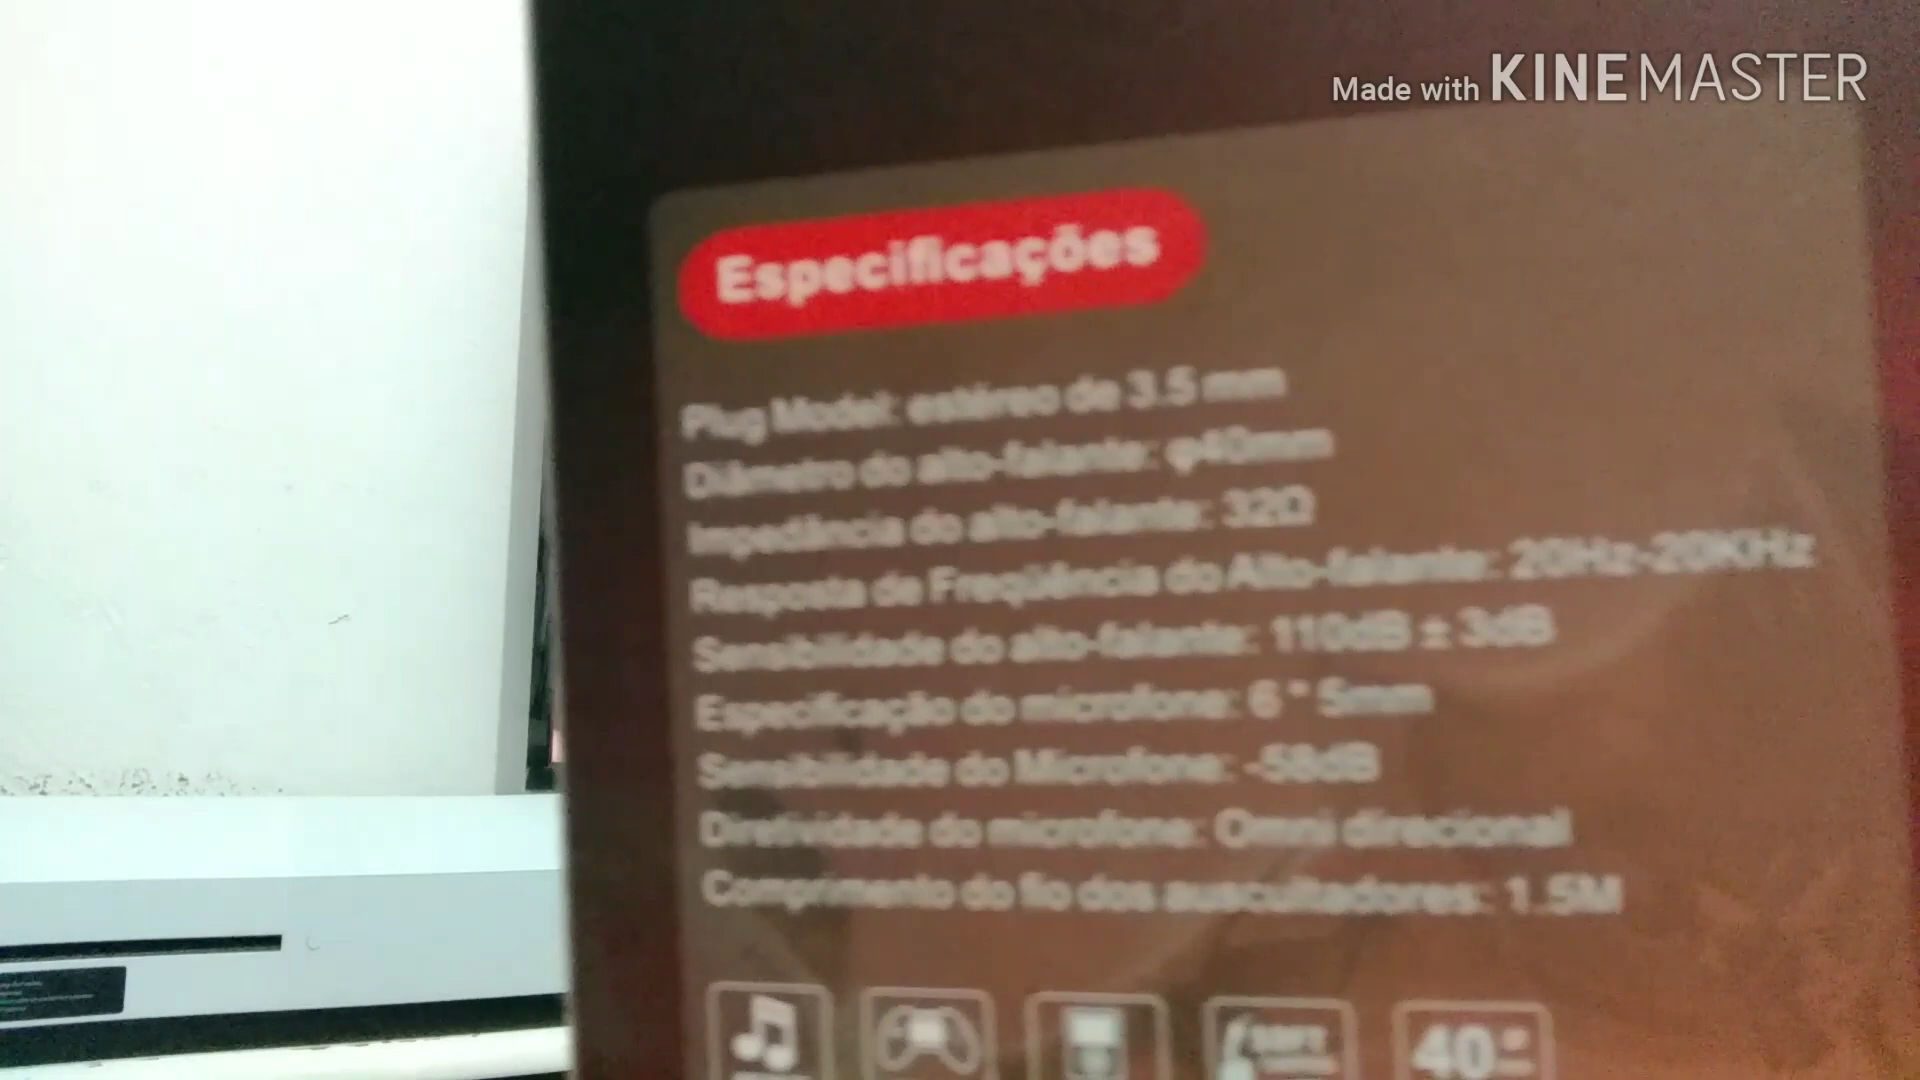 Made with KINEMASTER
Especificações
Plug Model: estéreo de 3.5 mm
Diâmetro do alto-falante: φ40mm
Impedância do alto-falante: 32Ω
Resposta de Freqüência do Alto-falante: 20Hz-20KHz
Sensibilidade do alto-falante: 110dB ± 3dB
Especificação do microfone: 6 * 5mm
Sensibilidade do Microfone: -58dB
Diretividade do microfone: Omni direcional
Comprimento do fio dos auscultadores: 1.5M
40